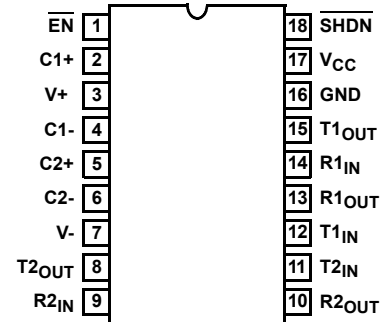 EN 1 18 SHDN
C1+ 2 17 VCC
V+ 3 16 GND
C1- 4 15 T1OUT
C2+ 5 14 R1IN
C2- 6 13 R1OUT
V- 7 12 T1IN
T2OUT 8 11 T2IN
R2IN 9 10 R2OUT